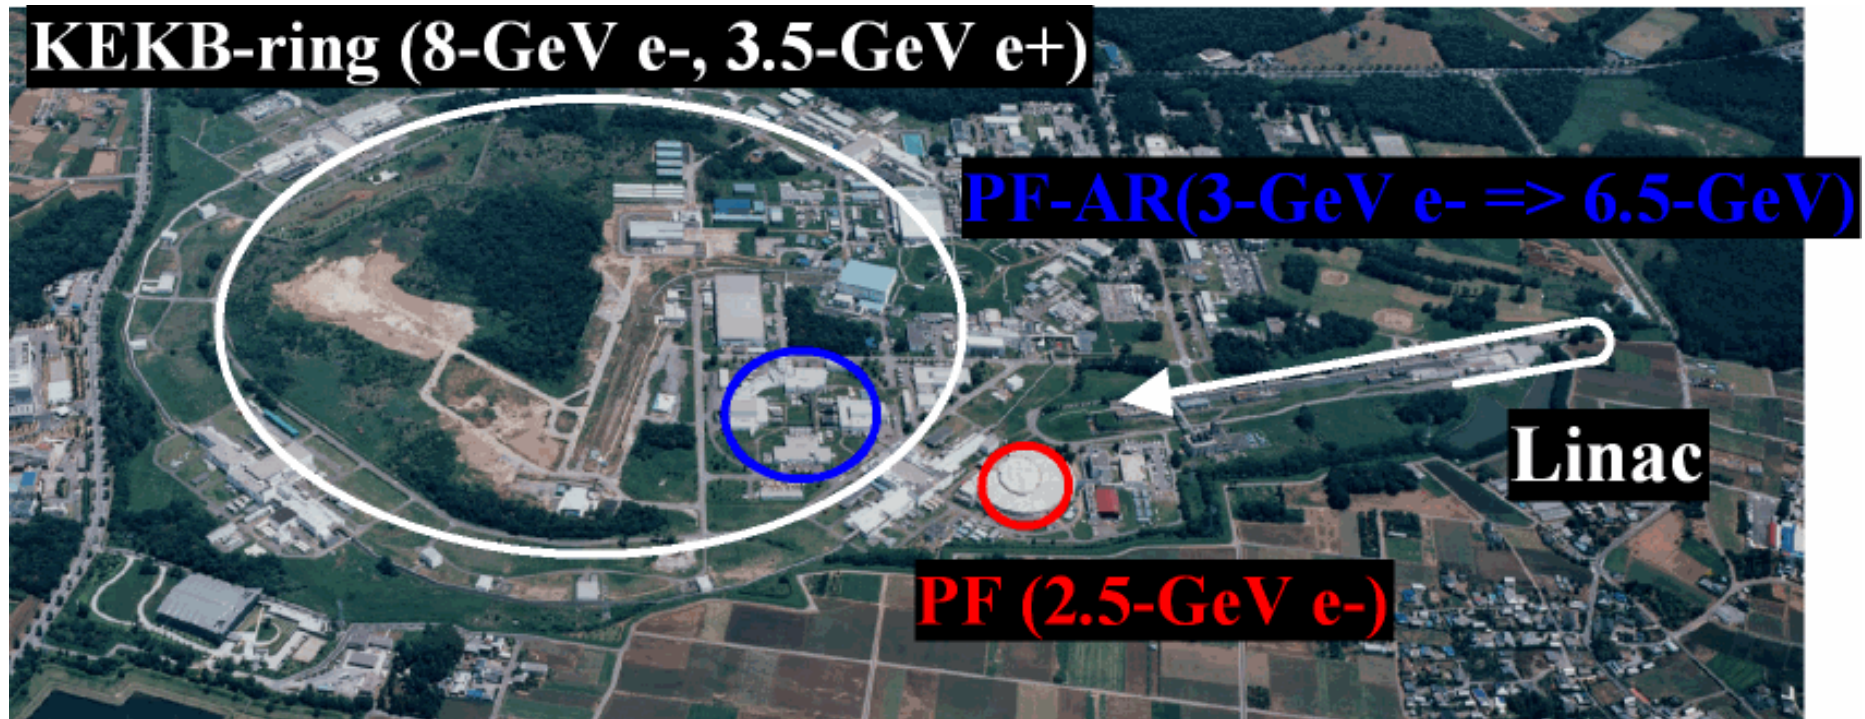 KEKB-ring (8-GeV e-, 3.5-GeV e+)
PF-AR(3-GeV e- => 6.5-GeV)
Linac
PF (2.5-GeV e-)